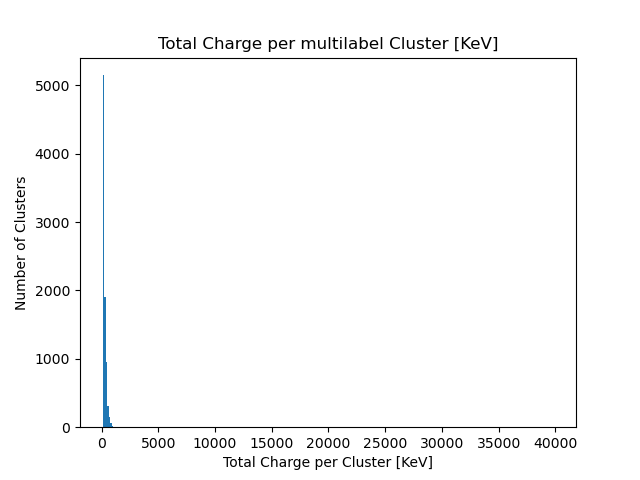 Total Charge per multilabel Cluster [KeV]
5000
4000
3000
2000
1000
0
Number of Clusters
0 5000 10000 15000 20000 25000 30000 35000 40000
Total Charge per Cluster [KeV]